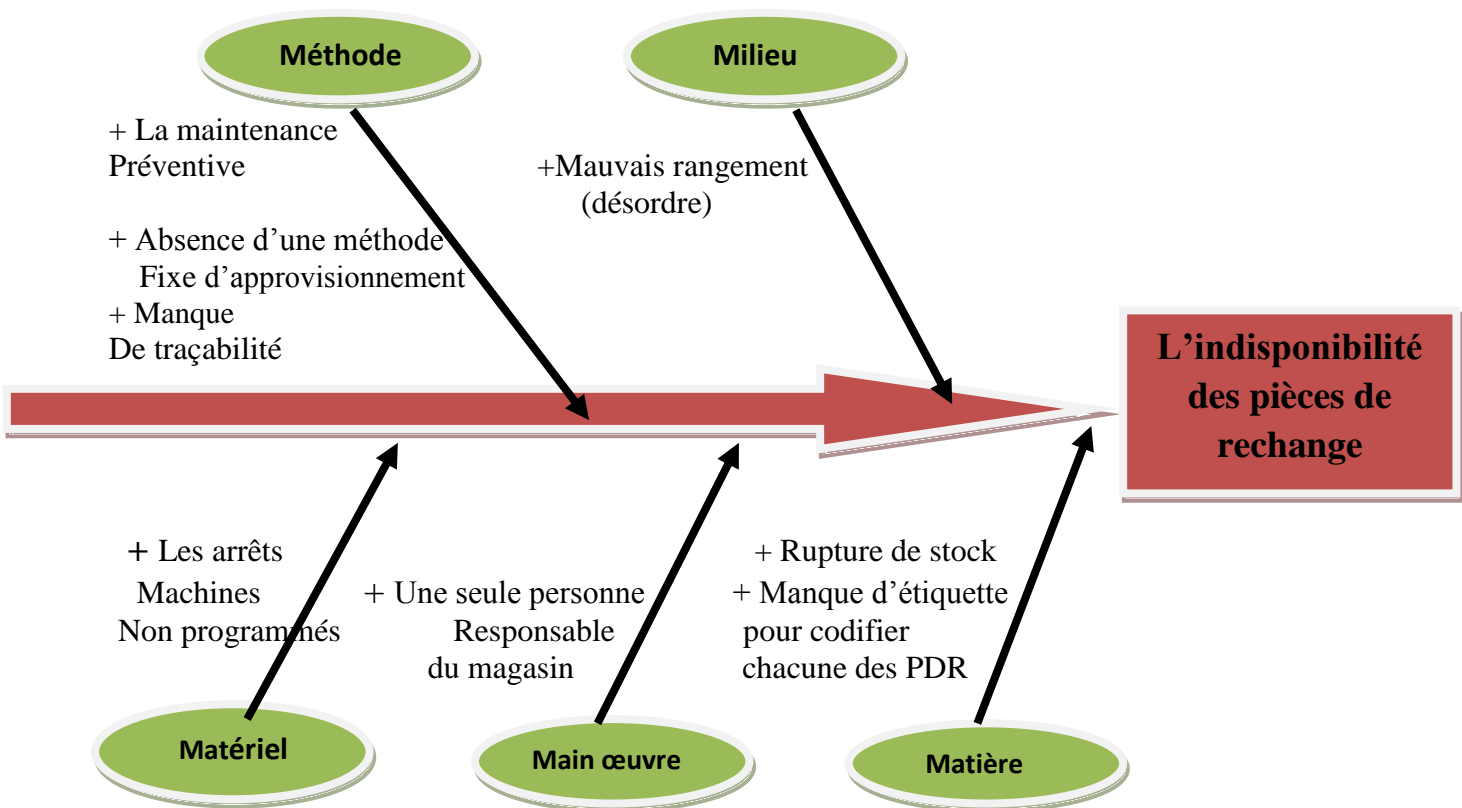 Méthode
Milieu
+ La maintenance
Préventive
+ Absence d’une méthode
Fixe d’approvisionnement
+ Manque
De traçabilité
+Mauvais rangement
(désordre)
L’indisponibilité
des pièces de
rechange
+ Les arrêts
Machines
Non programmés
+ Une seule personne
Responsable
du magasin
+ Rupture de stock
+ Manque d’étiquette
pour codifier
chacune des PDR
Matériel
Main œuvre
Matière